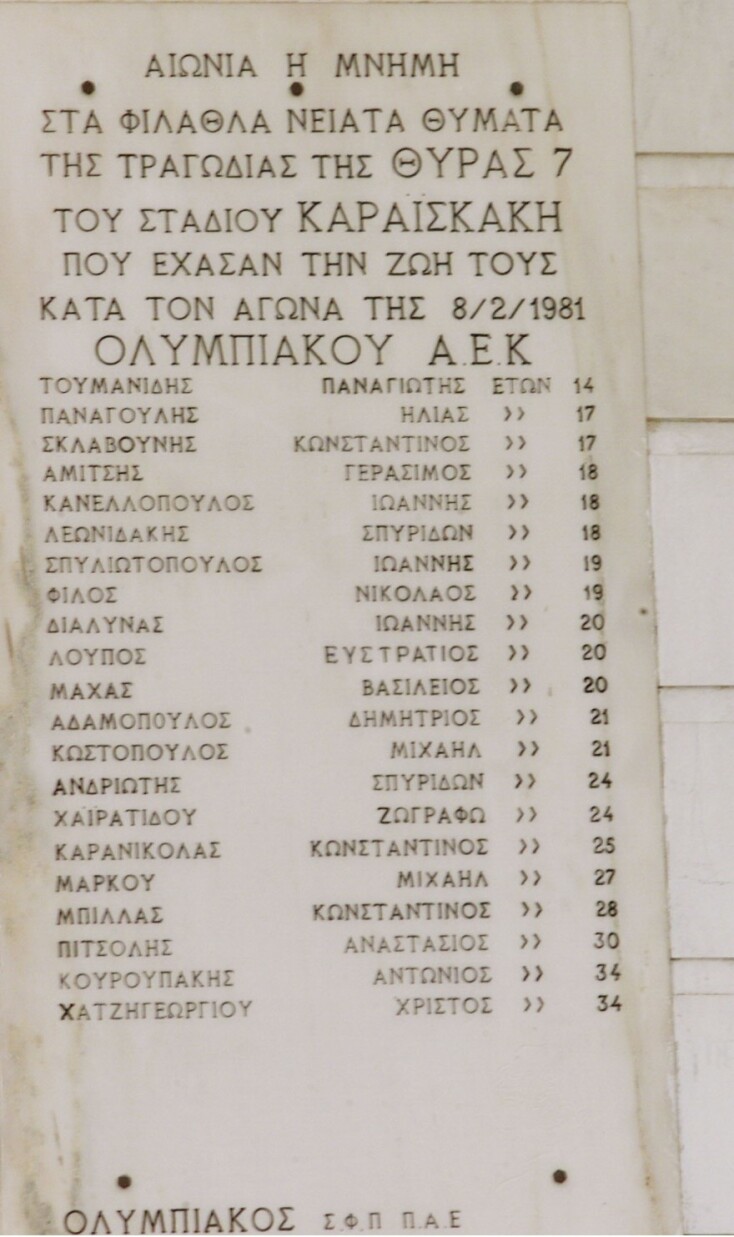 ΑΙΩΝΙΑ Η ΜΝΗΜΗ
ΣΤΑ ΦΙΛΑΘΛΑ ΝΕΙΑΤΑ ΘΥΜΑΤΑ
ΤΗΣ ΤΡΑΓΩΔΙΑΣ ΤΗΣ ΘΥΡΑΣ 7
ΤΟΥ ΣΤΑΔΙΟΥ ΚΑΡΑΪΣΚΑΚΗ
ΠΟΥ ΕΧΑΣΑΝ ΤΗΝ ΖΩΗ ΤΟΥΣ
ΚΑΤΑ ΤΟΝ ΑΓΩΝΑ ΤΗΣ 8/2/1981
ΟΛΥΜΠΙΑΚΟΥ Α.Ε.Κ
ΤΟΥΜΑΝΙΔΗΣ ΠΑΝΑΓΙΩΤΗΣ ΕΤΩΝ 14
ΠΑΝΑΓΟΥΛΗΣ ΗΛΙΑΣ »» 17
ΣΚΛΑΒΟΥΝΗΣ ΚΩΝΣΤΑΝΤΙΝΟΣ »» 17
ΑΜΙΤΣΗΣ ΓΕΡΑΣΙΜΟΣ »» 18
ΚΑΝΕΛΛΟΠΟΥΛΟΣ ΙΩΑΝΝΗΣ »» 18
ΛΕΩΝΙΔΑΚΗΣ ΣΠΥΡΙΔΩΝ »» 18
ΣΠΥΛΙΩΤΟΠΟΥΛΟΣ ΙΩΑΝΝΗΣ »» 19
ΦΙΛΟΣ ΝΙΚΟΛΑΟΣ »» 19
ΔΙΑΛΥΝΑΣ ΙΩΑΝΝΗΣ »» 20
ΛΟΥΠΟΣ ΕΥΣΤΡΑΤΙΟΣ »» 20
ΜΑΧΑΣ ΒΑΣΙΛΕΙΟΣ »» 20
ΑΔΑΜΟΠΟΥΛΟΣ ΔΗΜΗΤΡΙΟΣ »» 21
ΚΩΣΤΟΠΟΥΛΟΣ ΜΙΧΑΗΛ »» 21
ΑΝΔΡΙΩΤΗΣ ΣΠΥΡΙΔΩΝ »» 24
ΧΑΪΡΑΤΙΔΟΥ ΖΩΓΡΑΦΩ »» 24
ΚΑΡΑΝΙΚΟΛΑΣ ΚΩΝΣΤΑΝΤΙΝΟΣ »» 25
ΜΑΡΚΟΥ ΜΙΧΑΗΛ »» 27
ΜΠΙΛΛΑΣ ΚΩΝΣΤΑΝΤΙΝΟΣ »» 28
ΠΙΤΣΟΛΗΣ ΑΝΑΣΤΑΣΙΟΣ »» 30
ΚΟΥΡΟΥΠΑΚΗΣ ΑΝΤΩΝΙΟΣ »» 34
ΧΑΤΖΗΓΕΩΡΓΙΟΥ ΧΡΙΣΤΟΣ »» 34
ΟΛΥΜΠΙΑΚΟΣ Σ.Φ.Π Π.Α.Ε